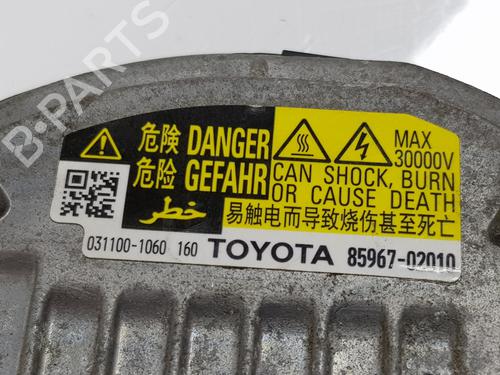 B-PARTS
危険 DANGER
危险 GEFAHR
خطر
MAX
30000V
CAN SHOCK, BURN
OR CAUSE DEATH
易触电而导致烧伤甚至死亡
031100-1060 160 TOYOTA 85967-02010